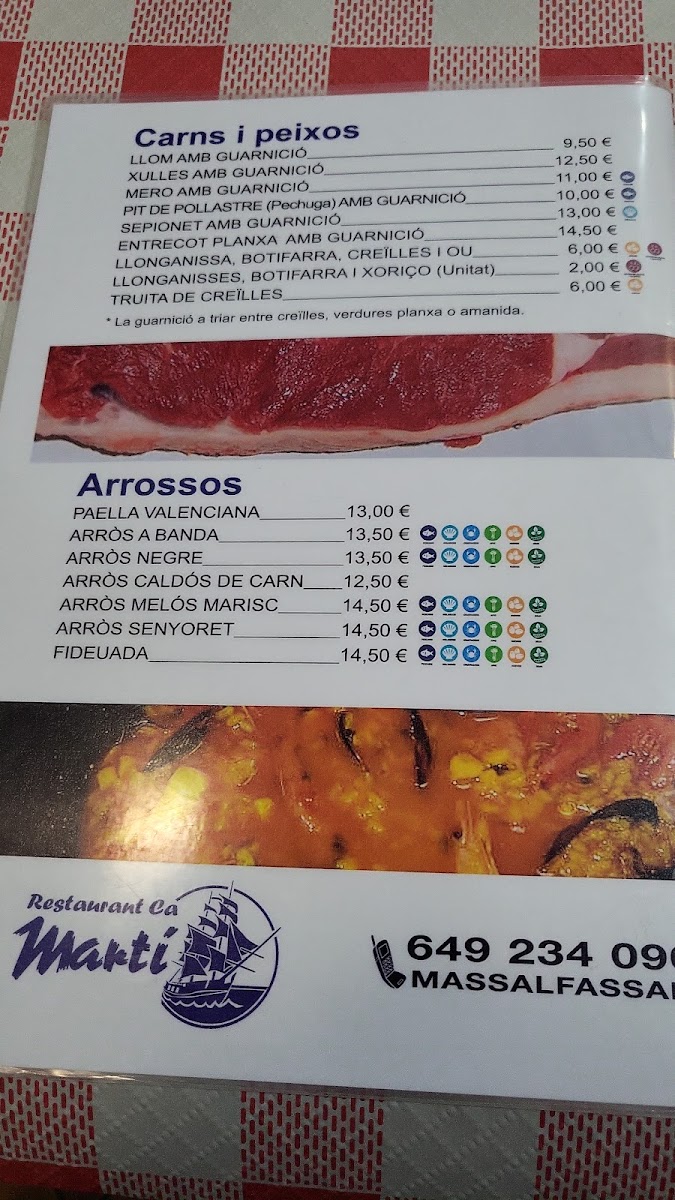 Carns i peixos
LLOM AMB GUARNICIÓ 9,50 €
XULLES AMB GUARNICIÓ 12,50 €
MERO AMB GUARNICIÓ 11,00 €
PIT DE POLLASTRE (Pechuga) AMB GUARNICIÓ 10,00 €
SEPIONET AMB GUARNICIÓ 13,00 €
ENTRECOT PLANXA AMB GUARNICIÓ 14,50 €
LLONGANISSA, BOTIFARRA, CREÏLLES I OU 6,00 €
LLONGANISSES, BOTIFARRA I XORIÇO (Unitat) 2,00 €
TRUITA DE CREÏLLES 6,00 €
* La guarnició a triar entre creïlles, verdures planxa o amanida.
Arrossos
PAELLA VALENCIANA 13,00 €
ARRÒS A BANDA 13,50 €
ARRÒS NEGRE 13,50 €
ARRÒS CALDÓS DE CARN 12,50 €
ARRÒS MELÓS MARISC 14,50 €
ARRÒS SENYORET 14,50 €
FIDEUADA 14,50 €
Restaurant Ca
Martí
649 234 090
MASSALFASSA